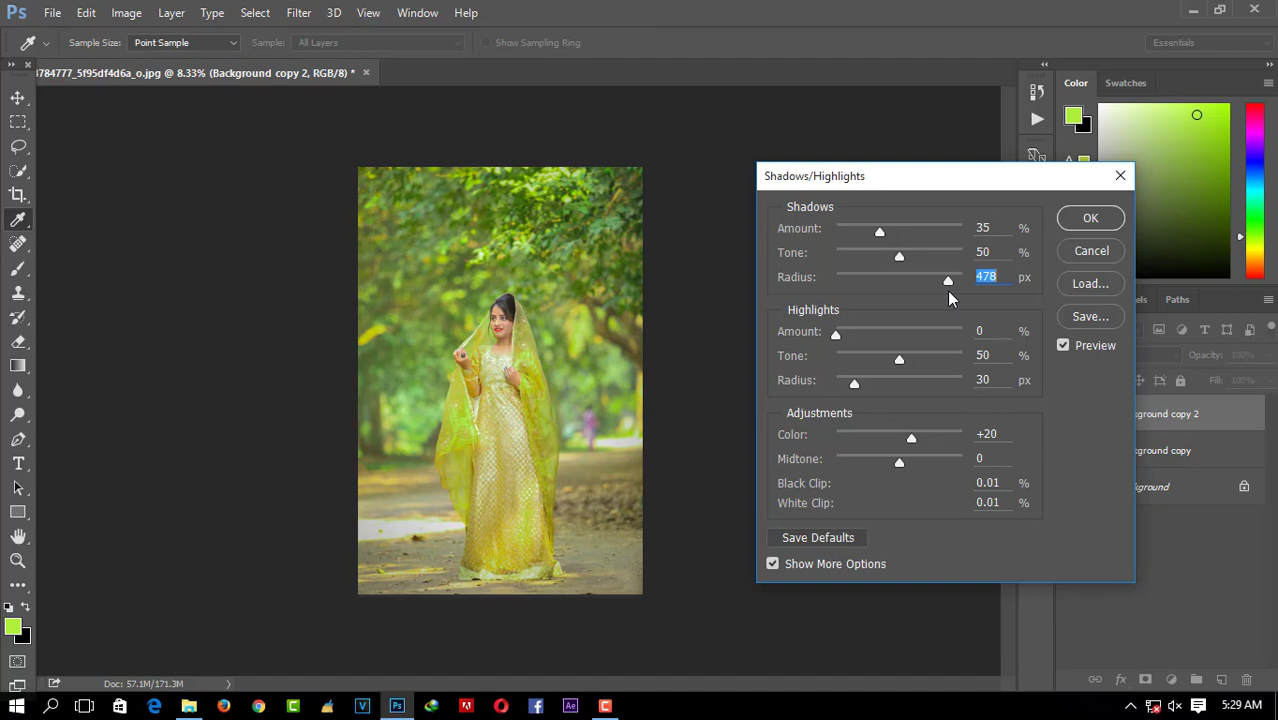 Ps File Edit Image Layer Type Select Filter 3D View Window Help
Sample Size: Point Sample Sample: All Layers Show Sampling Ring Essentials
4784777_5f95df4d6a_o.jpg @ 8.33% (Background copy 2, RGB/8) *
Color Swatches
Shadows/Highlights
Shadows
Amount: 35 %
Tone: 50 %
Radius: 478 px
Highlights
Amount: 0 %
Tone: 50 %
Radius: 30 px
Adjustments
Color: +20
Midtone: 0
Black Clip: 0.01 %
White Clip: 0.01 %
Save Defaults
Show More Options
OK
Cancel
Load...
Save...
Preview
els Paths
Opacity: 100%
Fill: 100%
ground copy 2
ground copy
kground
Doc: 57.1M/171.3M
V Ps f Ae C 5:29 AM